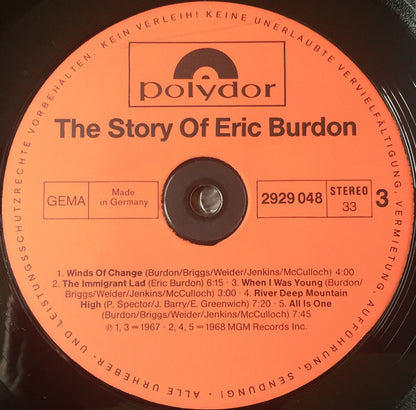 polydor
The Story Of Eric Burdon
GEMA
Made
in Germany
2929 048
STEREO
33
3
1. Winds Of Change (Burdon/Briggs/Weider/Jenkins/McCulloch) 4:00
2. The Immigrant Lad (Eric Burdon) 6:15 · 3. When I Was Young (Burdon/
Briggs/Weider/Jenkins/McCulloch) 3:00 · 4. River Deep Mountain
High (P. Spector/J. Barry/E. Greenwich) 7:20 · 5. All Is One
(Burdon/Briggs/Weider/Jenkins/McCulloch) 7:45
℗ 1, 3 = 1967 · 2, 4, 5 = 1968 MGM Records Inc.
ALLE URHEBER- UND LEISTUNGSSCHUTZRECHTE VORBEHALTEN. KEIN VERLEIH! KEINE UNERLAUBTE VERVIELFÄLTIGUNG, VERMIETUNG, AUFFÜHRUNG, SENDUNG! ·